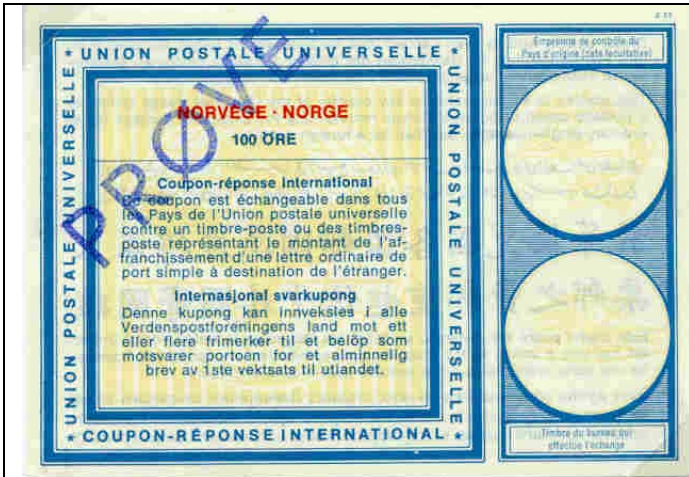 C 22
Empreinte de contrôle du
Pays d'origine (date facultative)
* UNION POSTALE UNIVERSELLE *
UNION POSTALE UNIVERSELLE
UNION POSTALE UNIVERSELLE
PRØVE
NORVÈGE · NORGE
100 ÖRE
Coupon-réponse International
Ce coupon est échangeable dans tous
les Pays de l'Union postale universelle
contre un timbre-poste ou des timbres-
poste représentant le montant de l'af-
franchissement d'une lettre ordinaire de
port simple à destination de l'étranger.
Internasjonal svarkupong
Denne kupong kan innveksles i alle
Verdenspostforeningens land mot ett
eller flere frimerker til et belöp som
motsvarer portoen for et alminnelig
brev av 1ste vektsats til utlandet.
* COUPON-RÉPONSE INTERNATIONAL *
Timbre du bureau qui
effectue l'échange